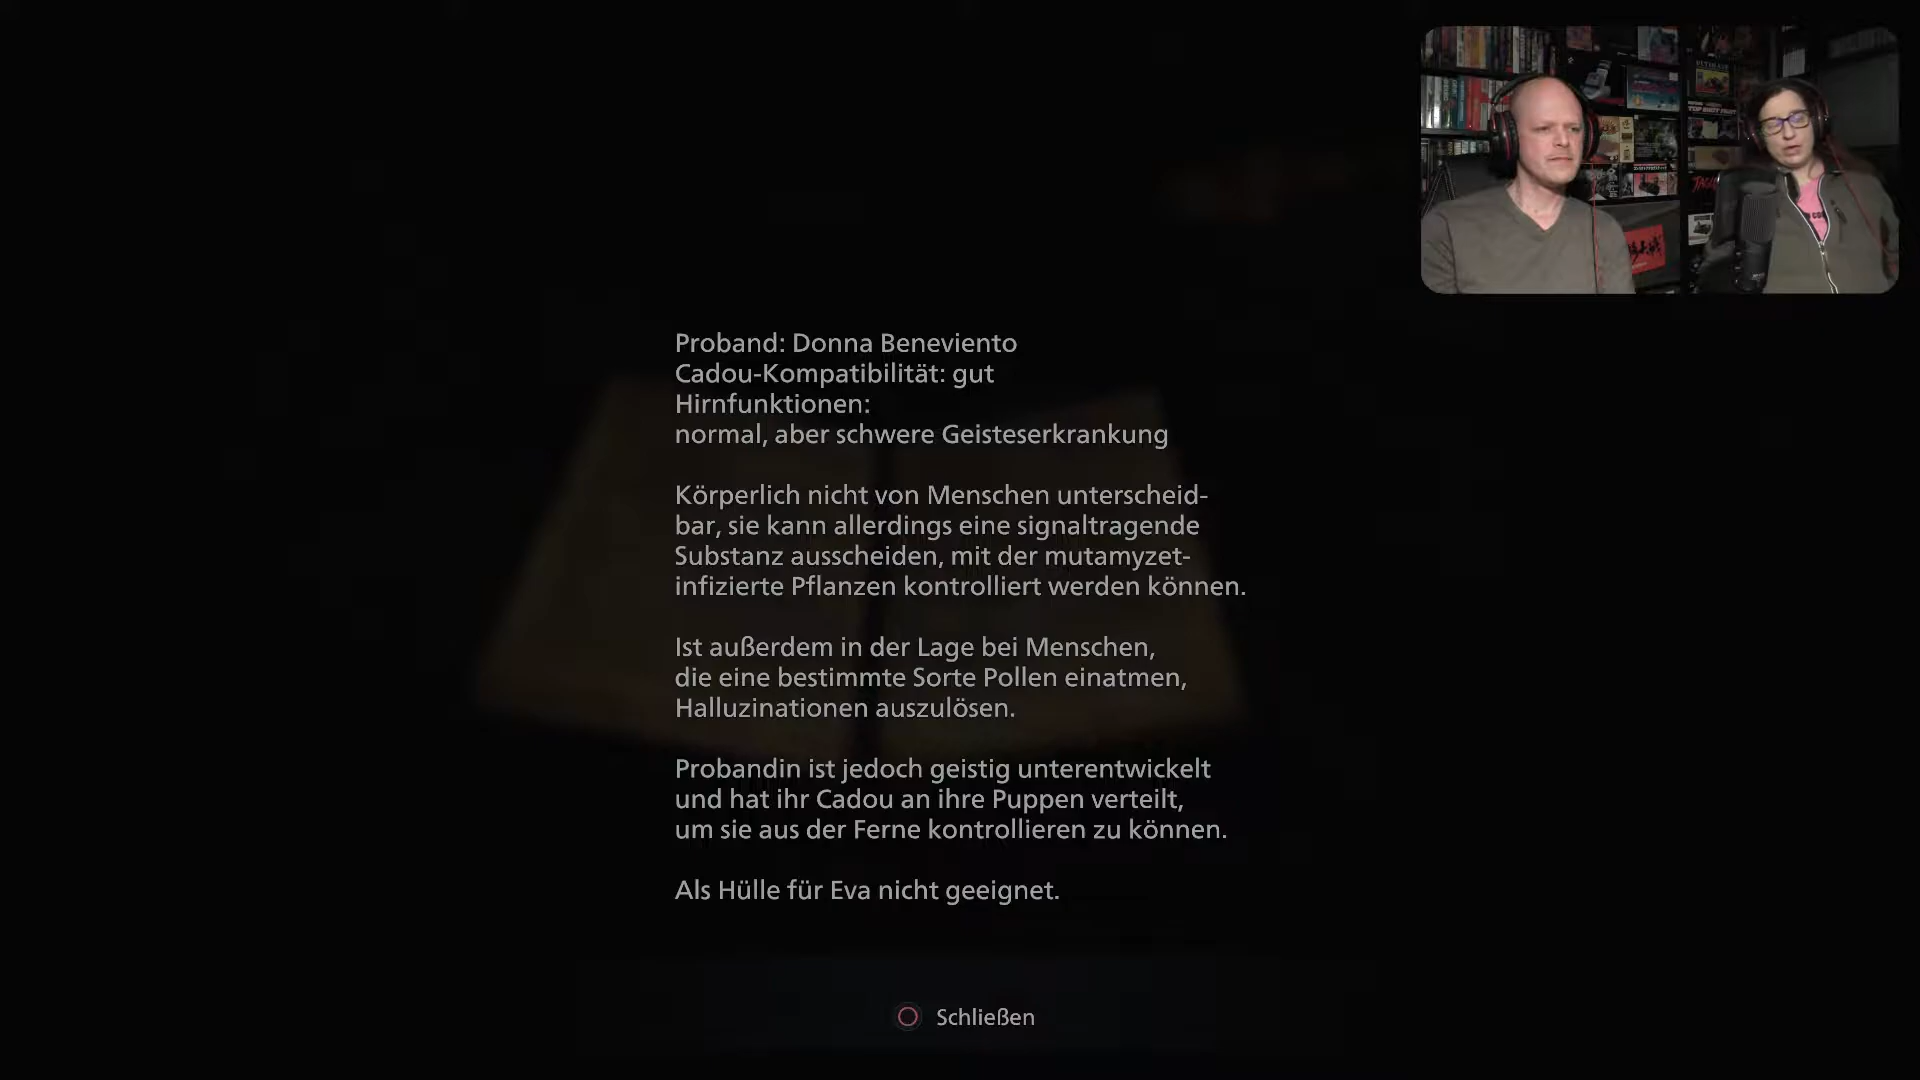 Proband: Donna Beneviento
Cadou-Kompatibilität: gut
Hirnfunktionen:
normal, aber schwere Geisteserkrankung
Körperlich nicht von Menschen unterscheid-
bar, sie kann allerdings eine signaltragende
Substanz ausscheiden, mit der mutamyzet-
infizierte Pflanzen kontrolliert werden können.
Ist außerdem in der Lage bei Menschen,
die eine bestimmte Sorte Pollen einatmen,
Halluzinationen auszulösen.
Probandin ist jedoch geistig unterentwickelt
und hat ihr Cadou an ihre Puppen verteilt,
um sie aus der Ferne kontrollieren zu können.
Als Hülle für Eva nicht geeignet.
Schließen